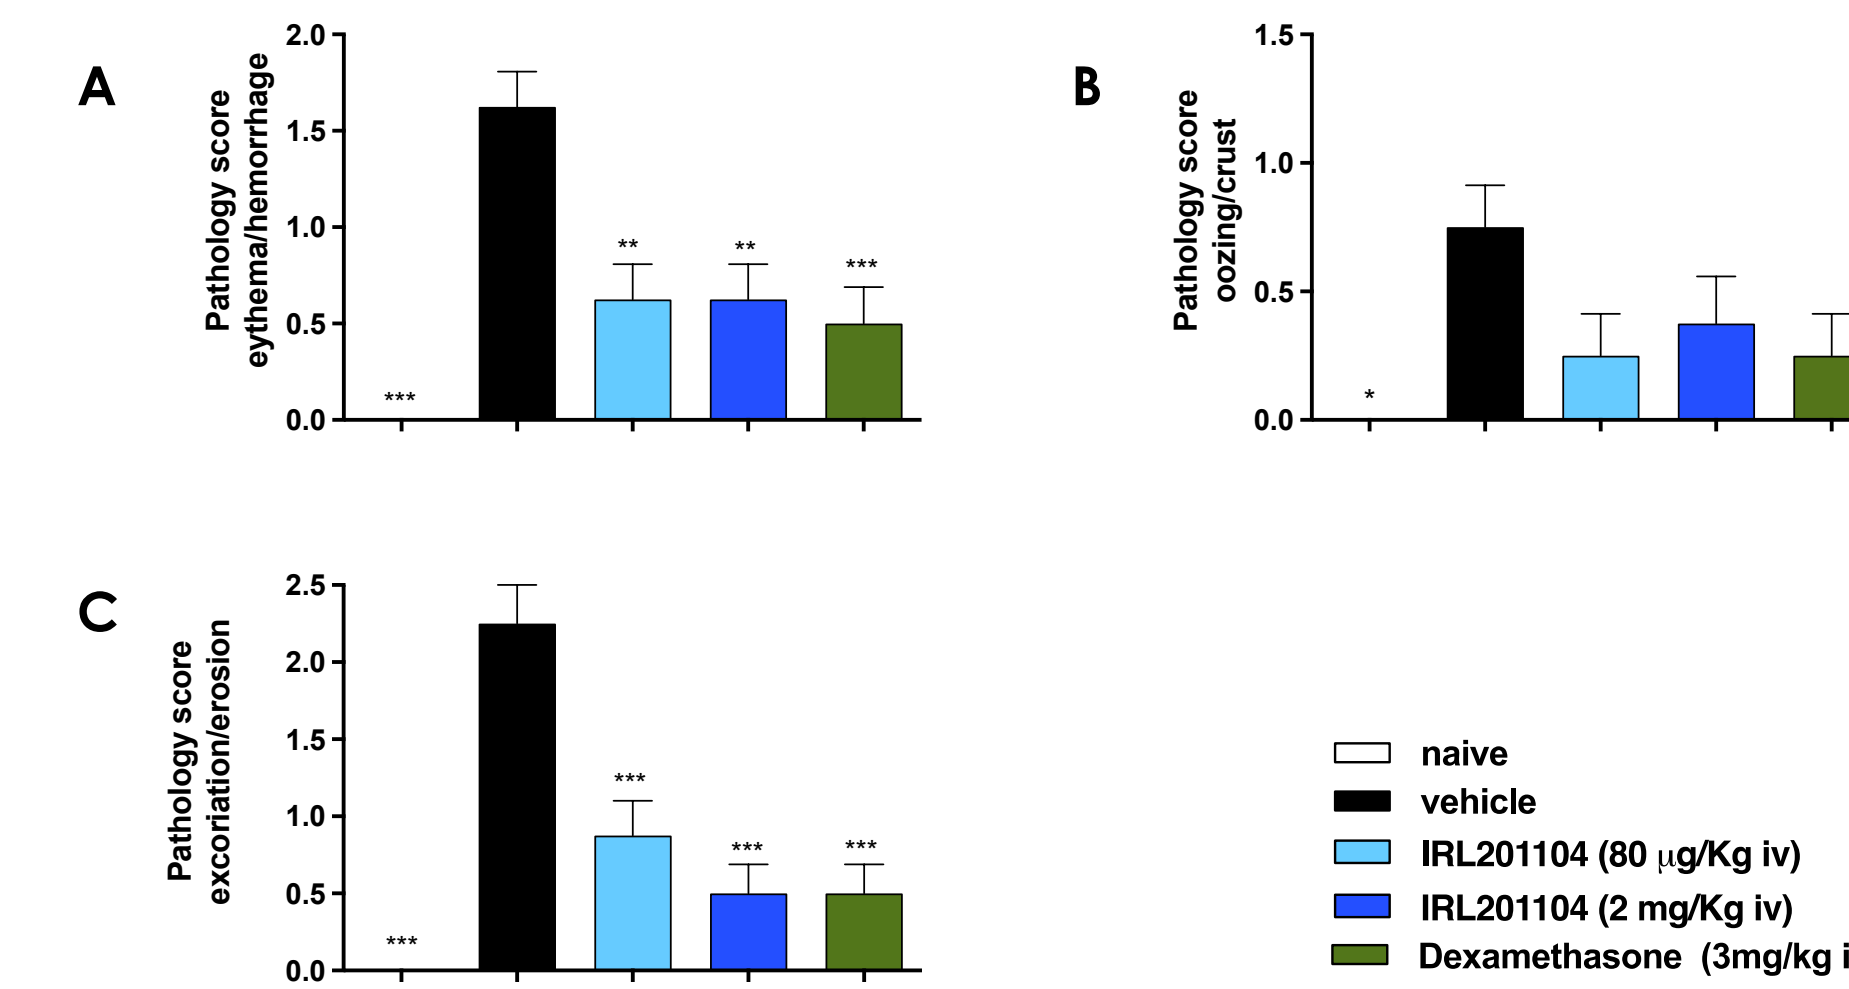 A
Pathology score
eythema/hemorrhage
2.0
1.5
1.0
0.5
0.0
***
**
**
***
B
Pathology score
oozing/crust
1.5
1.0
0.5
0.0
*
C
Pathology score
excoriation/erosion
2.5
2.0
1.5
1.0
0.5
0.0
***
***
***
***
naive
vehicle
IRL201104 (80 μg/Kg iv)
IRL201104 (2 mg/Kg iv)
Dexamethasone (3mg/kg i